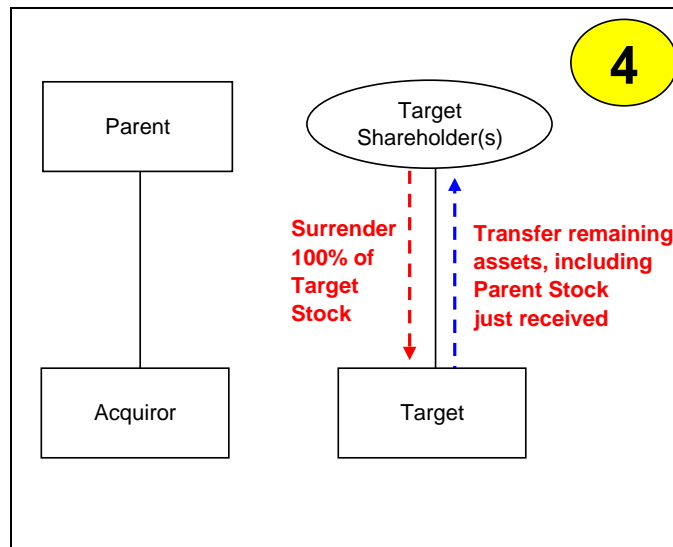 4
Parent
Target
Shareholder(s)
Surrender
100% of
Target
Stock
Transfer remaining
assets, including
Parent Stock
just received
Acquiror
Target